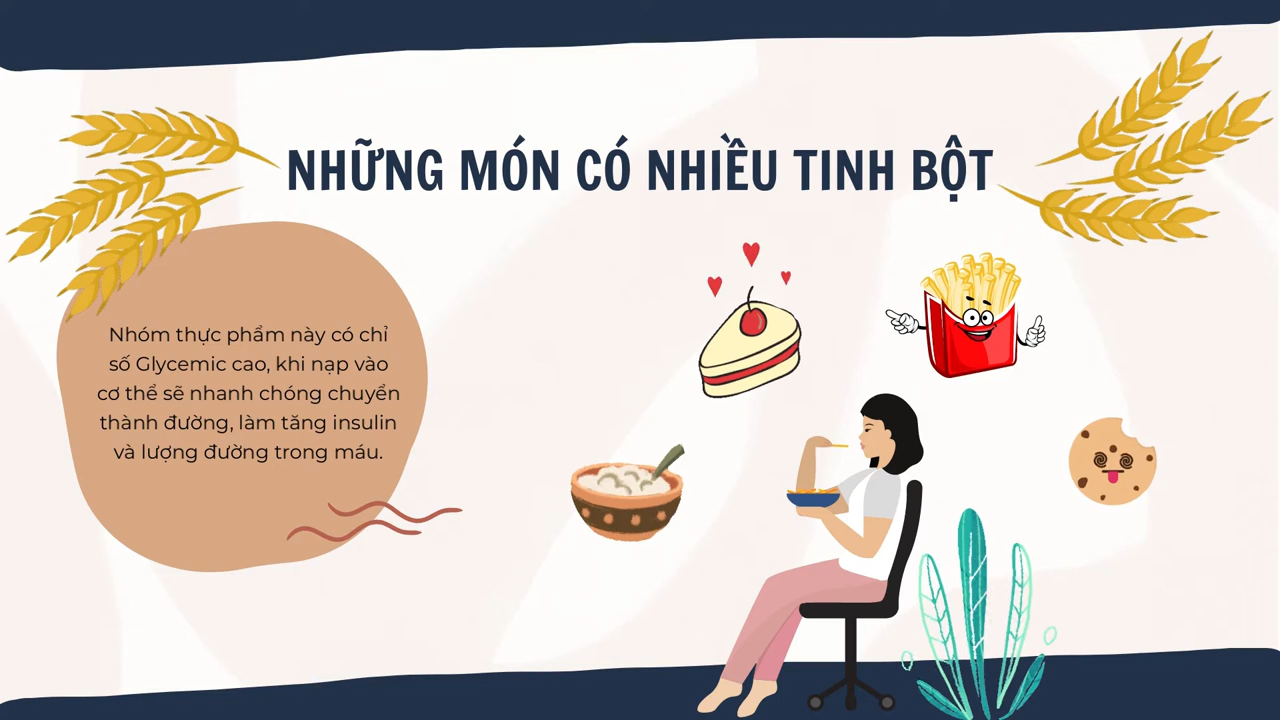 NHỮNG MÓN CÓ NHIỀU TINH BỘT
Nhóm thực phẩm này có chỉ
số Glycemic cao, khi nạp vào
cơ thể sẽ nhanh chóng chuyển
thành đường, làm tăng insulin
và lượng đường trong máu.